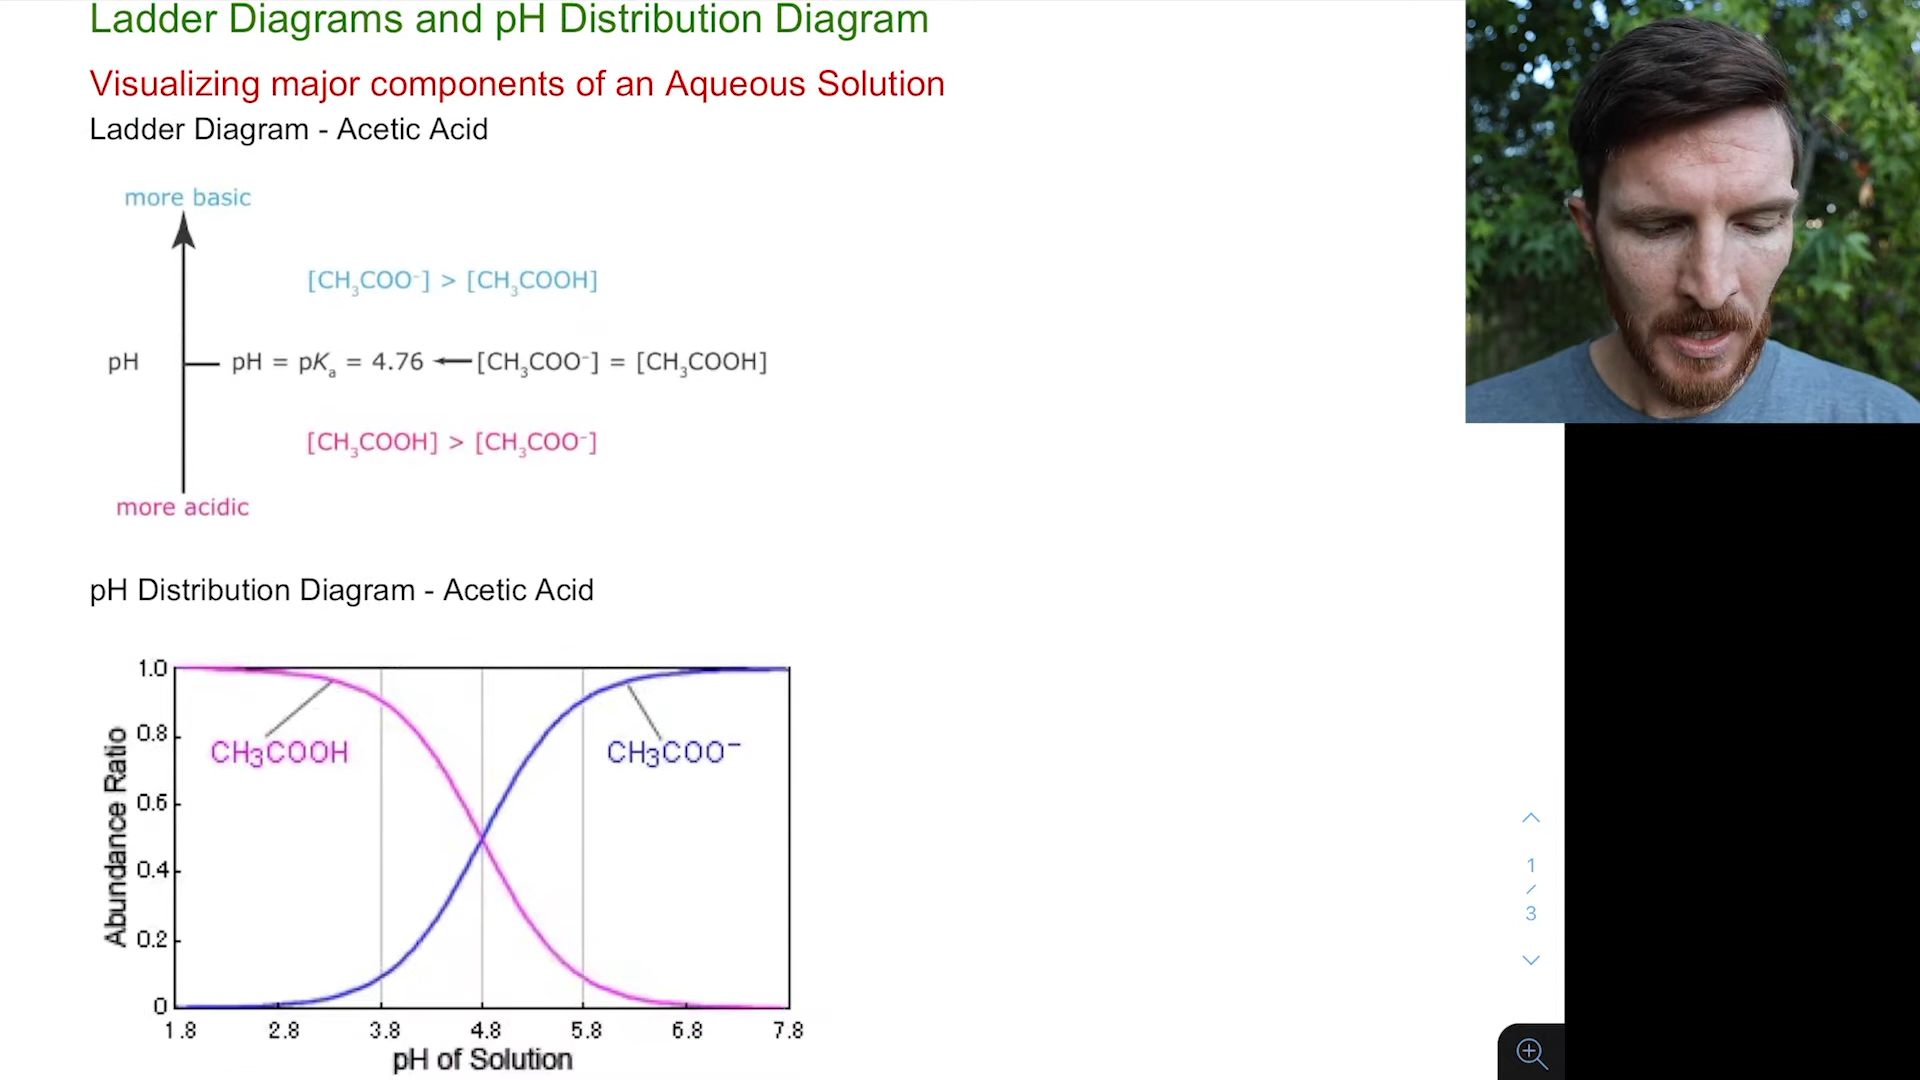 Ladder Diagrams and pH Distribution Diagram
Visualizing major components of an Aqueous Solution
Ladder Diagram - Acetic Acid
more basic
[CH₃COO⁻] > [CH₃COOH]
pH
pH = pKₐ = 4.76 ← [CH₃COO⁻] = [CH₃COOH]
[CH₃COOH] > [CH₃COO⁻]
more acidic
pH Distribution Diagram - Acetic Acid
1.0
0.8
0.6
0.4
0.2
0
Abundance Ratio
CH₃COOH
CH₃COO⁻
1.8 2.8 3.8 4.8 5.8 6.8 7.8
pH of Solution
1
/
3